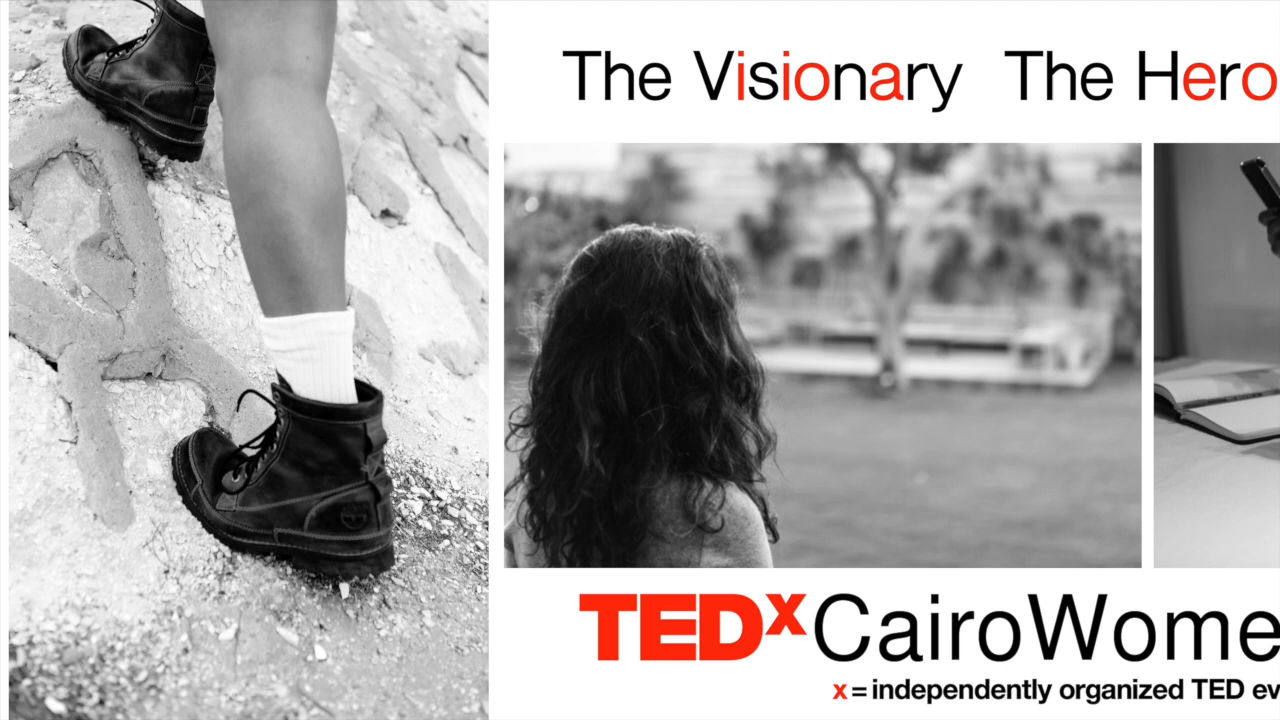 The Visionary The Hero
TEDxCairoWome
x = independently organized TED ev